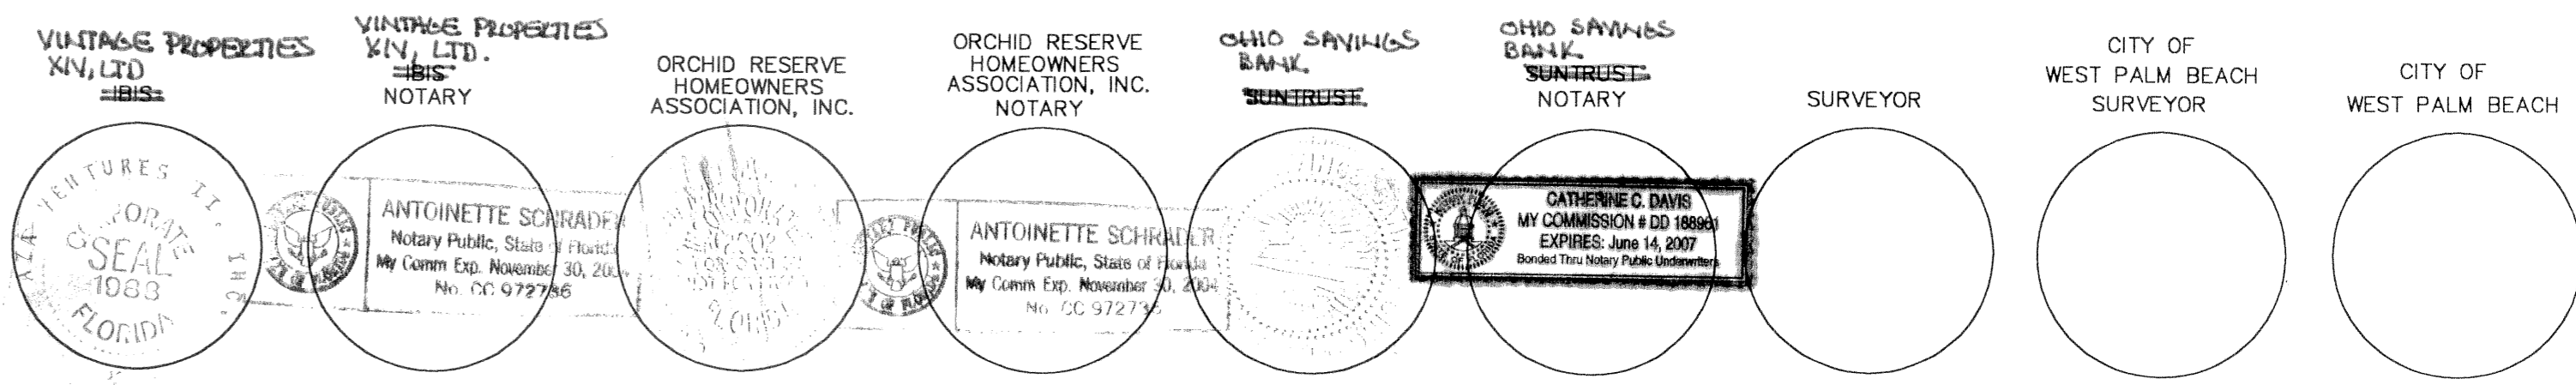 VINTAGE PROPERTIES
XIV, LTD
IBIS
VINTAGE PROPERTIES
XIV, LTD.
IBIS
NOTARY
ORCHID RESERVE
HOMEOWNERS
ASSOCIATION, INC.
ORCHID RESERVE
HOMEOWNERS
ASSOCIATION, INC.
NOTARY
OHIO SAVINGS
BANK
SUNTRUST
OHIO SAVINGS
BANK
SUNTRUST
NOTARY
SURVEYOR
CITY OF
WEST PALM BEACH
SURVEYOR
CITY OF
WEST PALM BEACH
VENTURES II, INC.
SEAL
1983
FLORIDA
ANTOINETTE SCHRADER
Notary Public, State of Florida
My Comm Exp. November 30, 2004
No. CC 972736
FLORIDA
ANTOINETTE SCHRADER
Notary Public, State of Florida
My Comm Exp. November 30, 2004
No. CC 972736
CATHERINE C. DAVIS
MY COMMISSION # DD 188961
EXPIRES: June 14, 2007
Bonded Thru Notary Public Underwriters